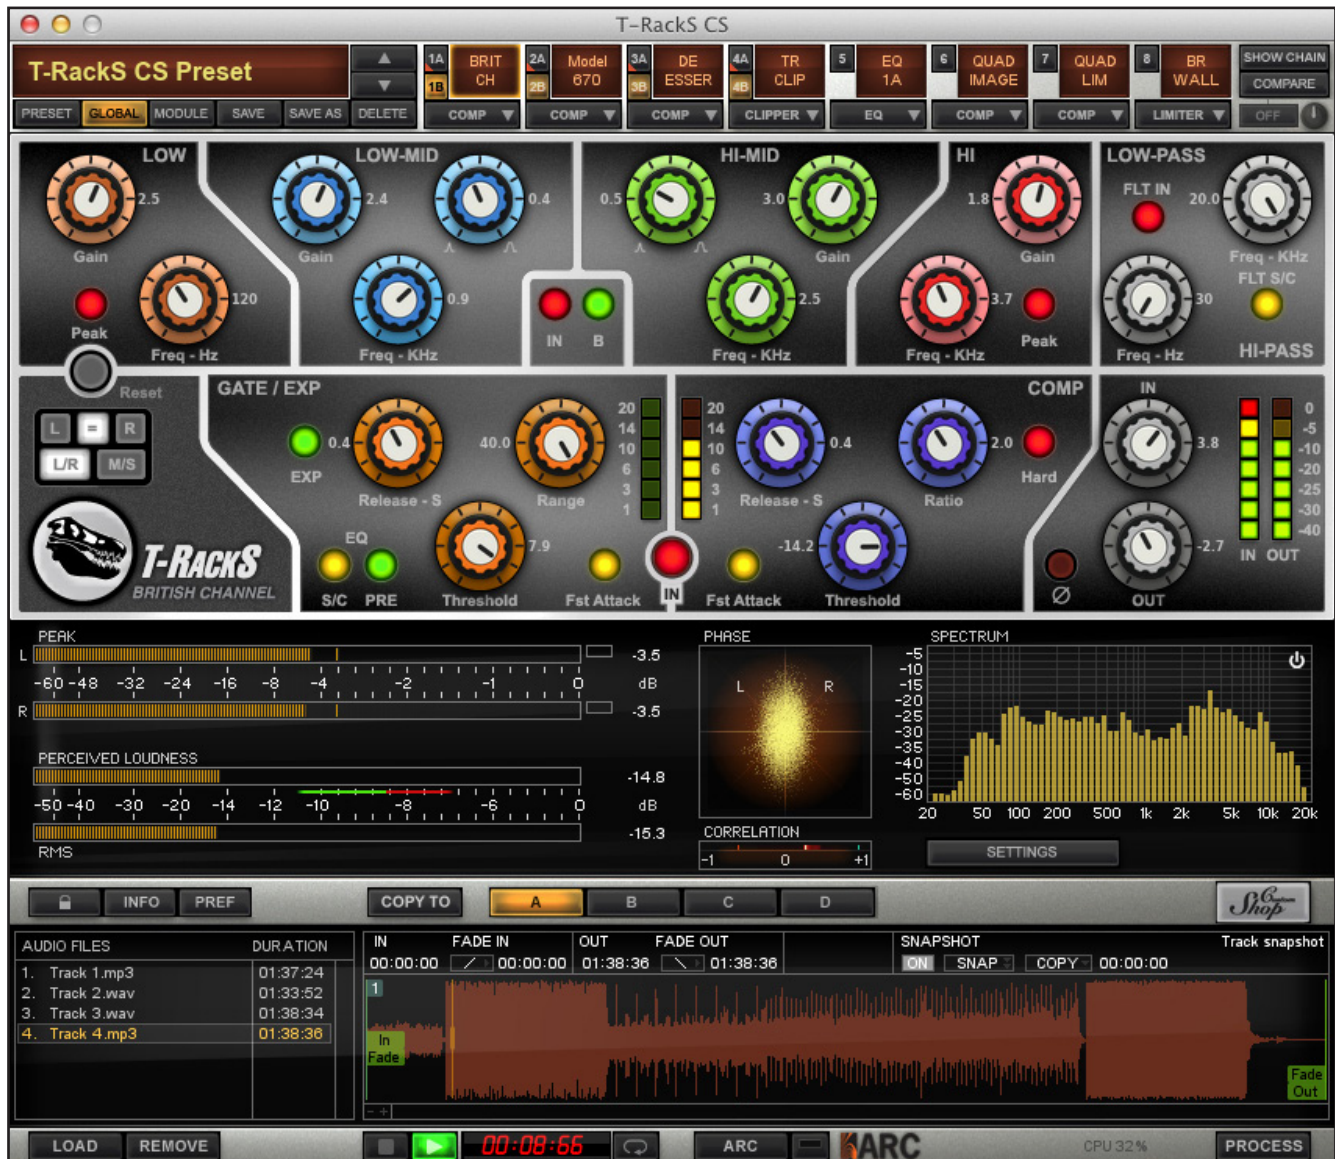 T-RackS CS
T-RackS CS Preset
1A BRIT CH 2A Model 670 3A DE ESSER 4A TR CLIP 5 EQ 1A 6 QUAD IMAGE 7 QUAD LIM 8 BR WALL SHOW CHAIN
1B 2B 3B 4B COMPARE
PRESET GLOBAL MODULE SAVE SAVE AS DELETE COMP COMP COMP CLIPPER EQ COMP COMP LIMITER OFF
LOW LOW-MID HI-MID HI LOW-PASS
FLT IN
2.5 2.4 0.4 0.5 3.0 1.8 20.0
Gain Gain Gain Gain Freq - KHz
FLT S/C
120 0.9 2.5 3.7 30
Peak IN B Peak
Freq - Hz Freq - KHz Freq - KHz Freq - KHz Freq - Hz HI-PASS
Reset GATE / EXP COMP IN
L = R
L/R M/S
0.4 40.0 0.4 2.0 3.8
20 20 0
14 14 -5
10 10 -10
6 6 -20
3 3 -25
1 1 -30
-40
EXP Release - S Range Release - S Ratio Hard
EQ 7.9 -14.2 -2.7 IN OUT
T-RACKS
BRITISH CHANNEL
S/C PRE Threshold Fst Attack IN Fst Attack Threshold Ø OUT
PEAK
L -3.5
-60 -48 -32 -24 -16 -8 -4 -2 -1 0 dB
R -3.5
PERCEIVED LOUDNESS
-14.8
-50 -40 -30 -20 -14 -12 -10 -8 -6 0 dB
-15.3
RMS
PHASE
L R
CORRELATION
-1 0 +1
SPECTRUM
-5
-10
-15
-20
-25
-30
-35
-40
-50
-60
20 50 100 200 500 1k 2k 5k 10k 20k
SETTINGS
INFO PREF COPY TO A B C D Custom Shop
AUDIO FILES DURATION
1. Track 1.mp3 01:37:24
2. Track 2.wav 01:33:52
3. Track 3.wav 01:38:34
4. Track 4.mp3 01:38:36
IN FADE IN OUT FADE OUT SNAPSHOT Track snapshot
00:00:00 00:00:00 01:38:36 01:38:36 ON SNAP COPY 00:00:00
1
In Fade
Fade Out
- +
LOAD REMOVE 00:08:66 ARC ARC CPU 32% PROCESS